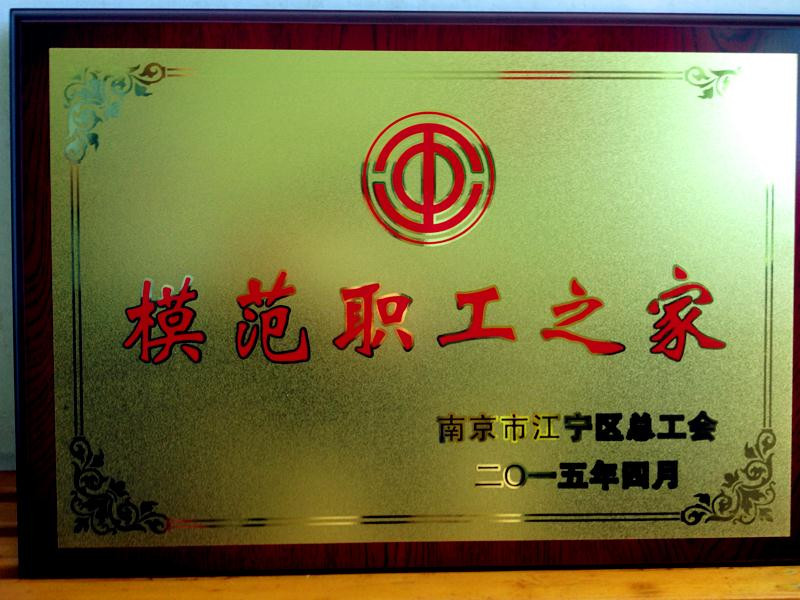 模范职工之家
南京市江宁区总工会
二〇一五年四月